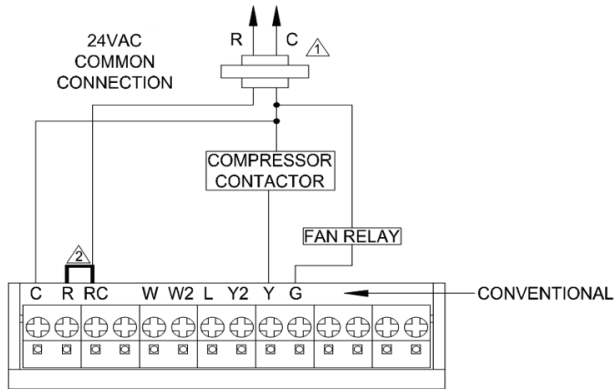 24VAC
COMMON
CONNECTION
R C 1
COMPRESSOR
CONTACTOR
FAN RELAY
2
C R RC W W2 L Y2 Y G
CONVENTIONAL